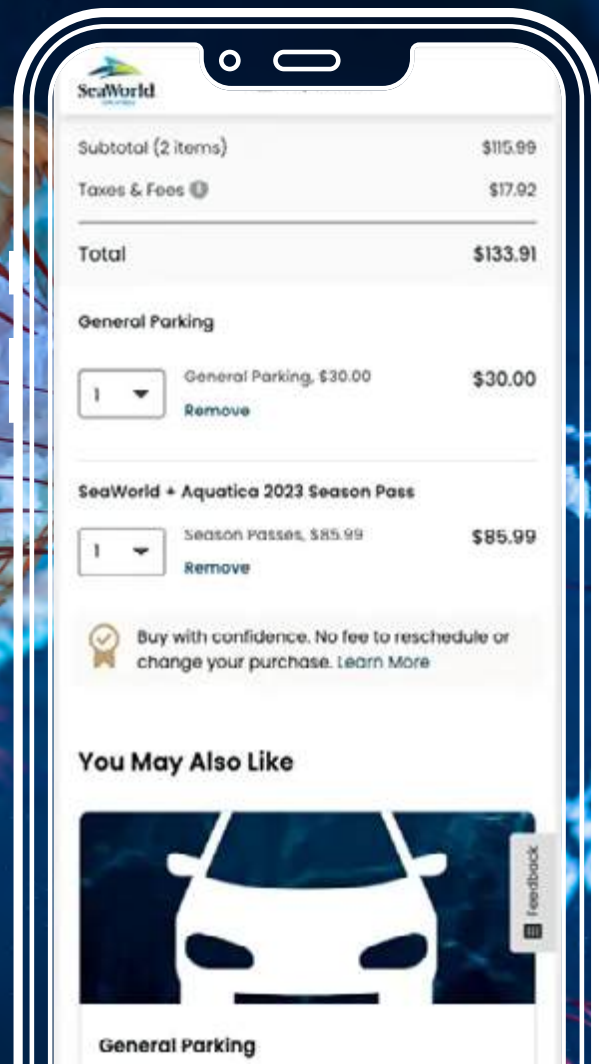 SeaWorld
Subtotal (2 items) $115.99
Taxes & Fees $17.92
Total $133.91
General Parking
1 General Parking, $30.00 $30.00
Remove
SeaWorld + Aquatica 2023 Season Pass
1 Season Passes, $85.99 $85.99
Remove
Buy with confidence. No fee to reschedule or
change your purchase. Learn More
You May Also Like
Feedback
General Parking